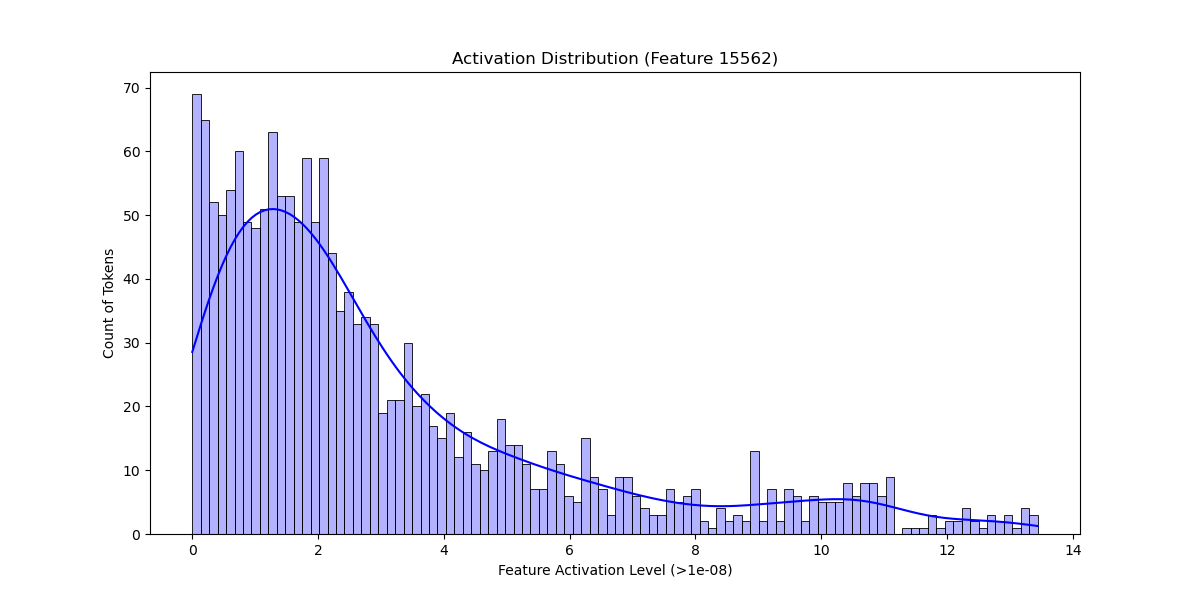 Activation Distribution (Feature 15562)
70
60
50
40
30
20
10
0
Count of Tokens
0 2 4 6 8 10 12 14
Feature Activation Level (>1e-08)